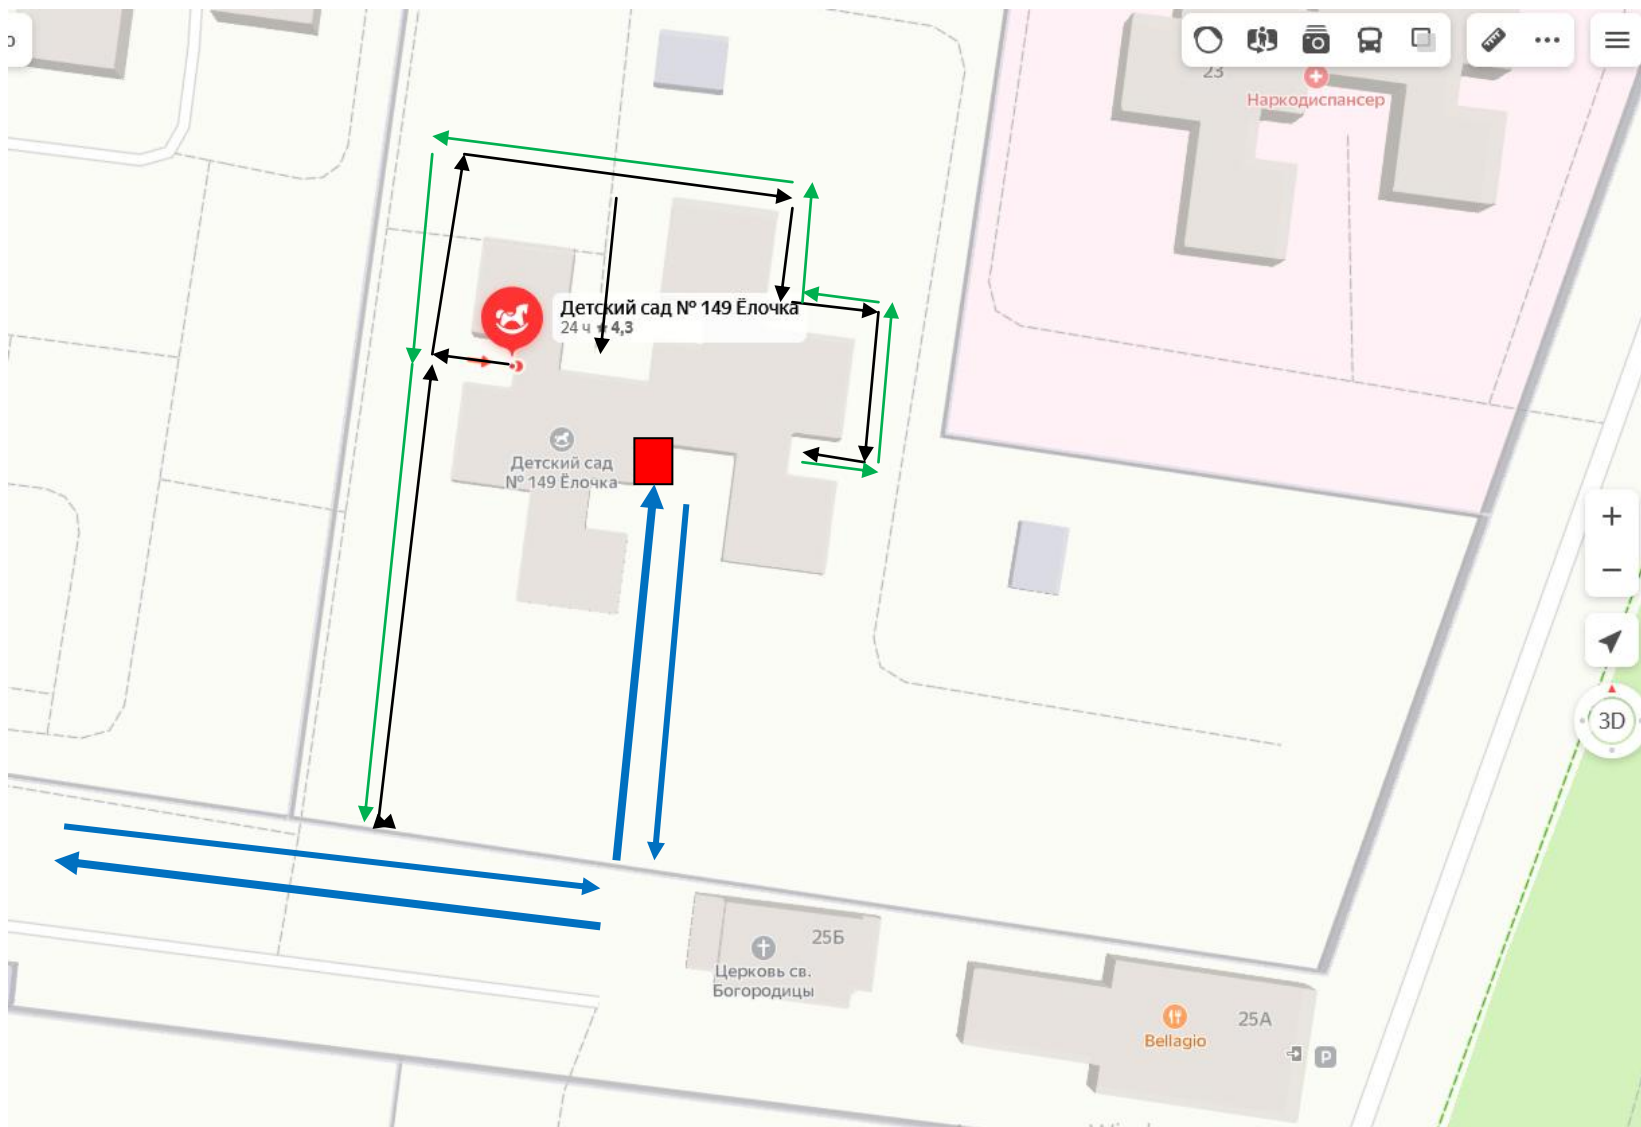 23
Наркодиспансер
Детский сад № 149 Ёлочка
24 ч ★ 4,3
Детский сад
№ 149 Ёлочка
+
−
3D
25Б
Церковь св.
Богородицы
25А
Bellagio
P